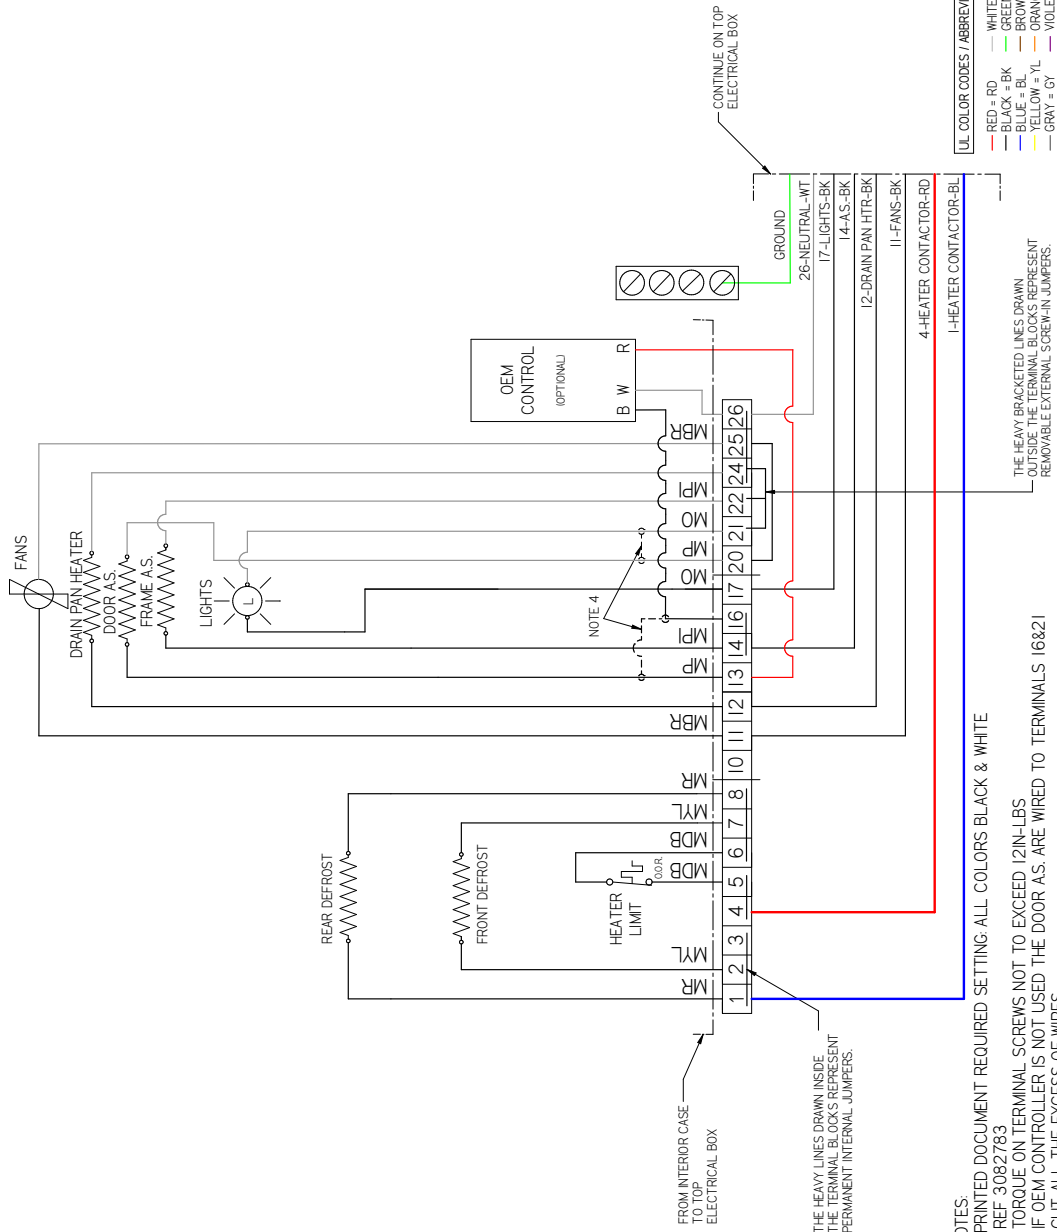 FANS
DRAIN PAN HEATER
DOOR A.S.
FRAME A.S.
LIGHTS
L
REAR DEFROST
FRONT DEFROST
HEATER
LIMIT
O.O.R.
NOTE 4
OEM
CONTROL
(OPTIONAL)
B W R
GROUND
CONTINUE ON TOP
ELECTRICAL BOX
MR
MYL
MDB
MDB
MYL
MR
MBR
MP
MPI
MO
MP
MO
MPI
MBR
1 2 3 4 5 6 7 8 10 11 12 13 14 16 17 20 21 22 24 25 26
26-NEUTRAL-WT
17-LIGHTS-BK
14-A.S.-BK
12-DRAIN PAN HTR-BK
11-FANS-BK
4-HEATER CONTACTOR-RD
1-HEATER CONTACTOR-BL
FROM INTERIOR CASE
TO TOP
ELECTRICAL BOX
THE HEAVY LINES DRAWN INSIDE
THE TERMINAL BLOCKS REPRESENT
PERMANENT INTERNAL JUMPERS.
THE HEAVY BRACKETED LINES DRAWN
OUTSIDE THE TERMINAL BLOCKS REPRESENT
REMOVABLE EXTERNAL SCREW-IN JUMPERS.
UL COLOR CODES / ABBREVI
RED = RD
BLACK = BK
BLUE = BL
YELLOW = YL
GRAY = GY
WHITE
GREEN
BROW
ORAN
VIOLE
OTES:
PRINTED DOCUMENT REQUIRED SETTING: ALL COLORS BLACK & WHITE
REF 3082783
TORQUE ON TERMINAL SCREWS NOT TO EXCEED 12IN-LBS
IF OEM CONTROLLER IS NOT USED THE DOOR A.S. ARE WIRED TO TERMINALS 16&21
CUT ALL THE EXCESS OF WIRES